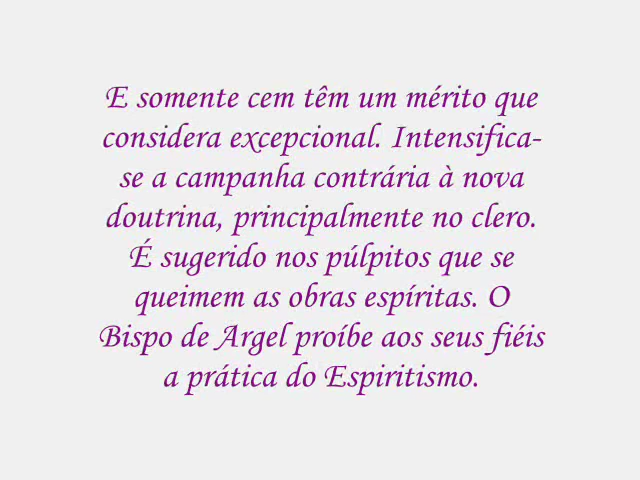 E somente cem têm um mérito que
considera excepcional. Intensifica-
se a campanha contrária à nova
doutrina, principalmente no clero.
É sugerido nos púlpitos que se
queimem as obras espíritas. O
Bispo de Argel proíbe aos seus fiéis
a prática do Espiritismo.